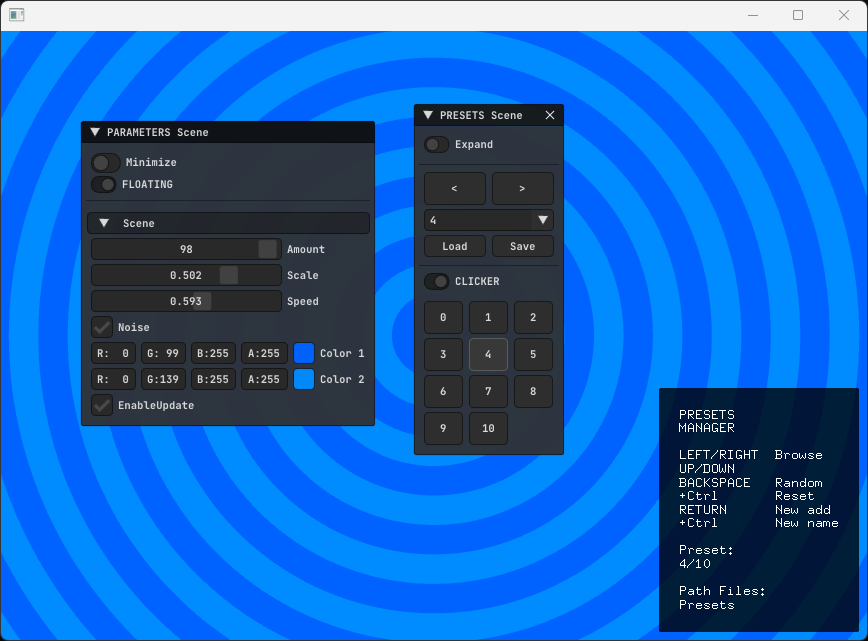 PARAMETERS Scene
Minimize
FLOATING
Scene
98 Amount
0.502 Scale
0.593 Speed
Noise
R: 0 G: 99 B:255 A:255 Color 1
R: 0 G:139 B:255 A:255 Color 2
EnableUpdate
PRESETS Scene
Expand
< >
4
Load Save
CLICKER
0 1 2
3 4 5
6 7 8
9 10
PRESETS
MANAGER
LEFT/RIGHT Browse
UP/DOWN
BACKSPACE Random
+Ctrl Reset
RETURN New add
+Ctrl New name
Preset:
4/10
Path Files:
Presets